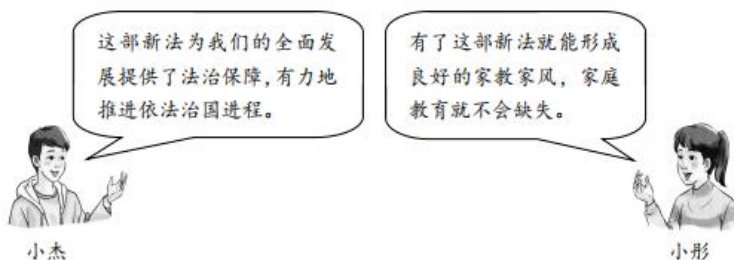 这部新法为我们的全面发
展提供了法治保障，有力地
推进依法治国进程。
有了这部新法就能形成
良好的家教家风，家庭
教育就不会缺失。
小杰
小彤